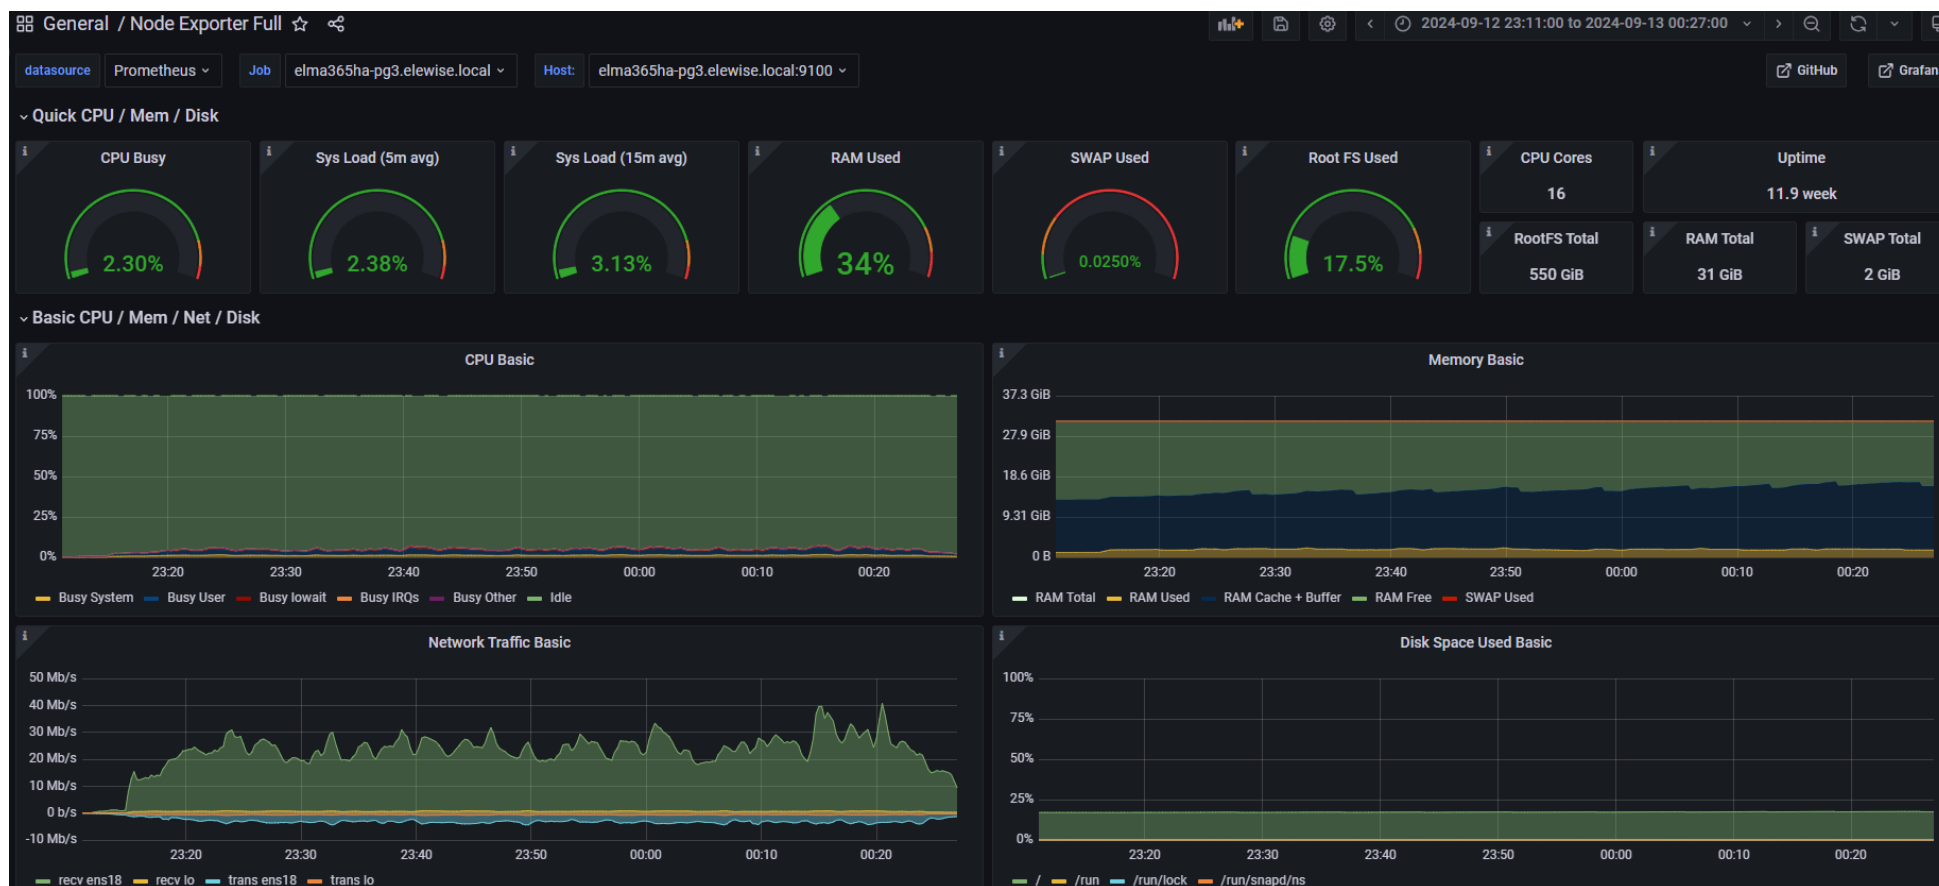 General / Node Exporter Full
2024-09-12 23:11:00 to 2024-09-13 00:27:00
datasource Prometheus Job elma365ha-pg3.elewise.local Host: elma365ha-pg3.elewise.local:9100 GitHub Grafan
Quick CPU / Mem / Disk
CPU Busy
2.30%
Sys Load (5m avg)
2.38%
Sys Load (15m avg)
3.13%
RAM Used
34%
SWAP Used
0.0250%
Root FS Used
17.5%
CPU Cores
16
Uptime
11.9 week
RootFS Total
550 GiB
RAM Total
31 GiB
SWAP Total
2 GiB
Basic CPU / Mem / Net / Disk
CPU Basic
100%
75%
50%
25%
0%
23:20 23:30 23:40 23:50 00:00 00:10 00:20
Busy System Busy User Busy Iowait Busy IRQs Busy Other Idle
Memory Basic
37.3 GiB
27.9 GiB
18.6 GiB
9.31 GiB
0 B
23:20 23:30 23:40 23:50 00:00 00:10 00:20
RAM Total RAM Used RAM Cache + Buffer RAM Free SWAP Used
Network Traffic Basic
50 Mb/s
40 Mb/s
30 Mb/s
20 Mb/s
10 Mb/s
0 b/s
-10 Mb/s
23:20 23:30 23:40 23:50 00:00 00:10 00:20
recv ens18 recv lo trans ens18 trans lo
Disk Space Used Basic
100%
75%
50%
25%
0%
23:20 23:30 23:40 23:50 00:00 00:10 00:20
/ /run /run/lock /run/snapd/ns